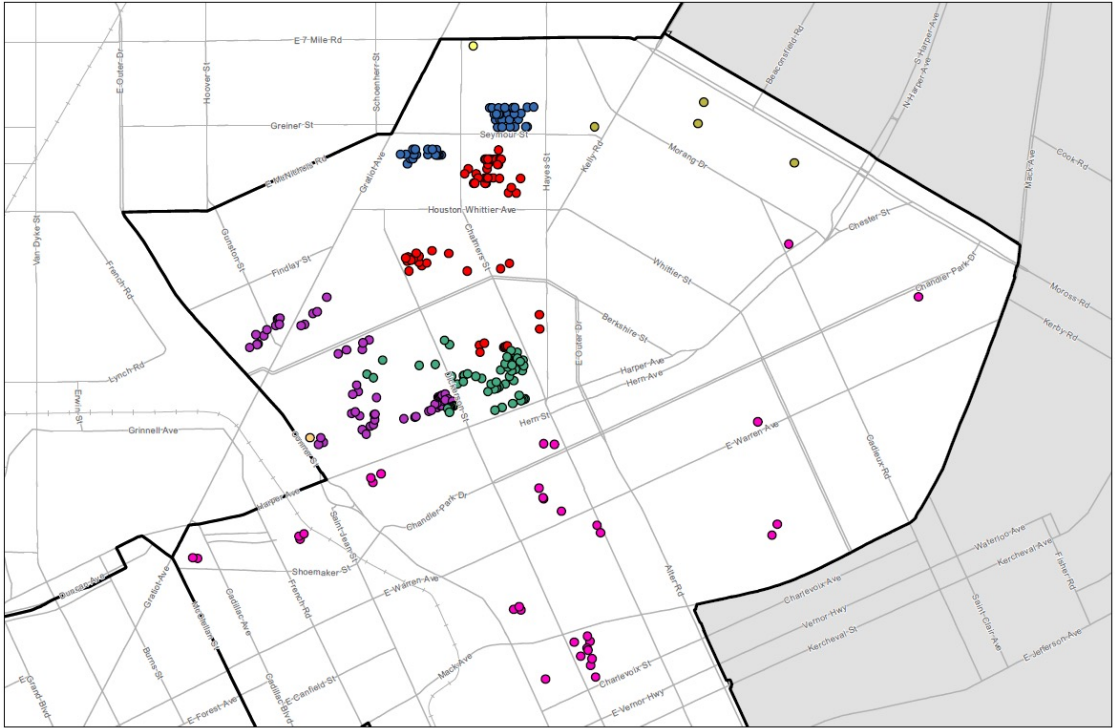 E 7 Mile Rd
E Outer Dr
Hoover St
Schoenherr St
Beaconsfield Rd
S Harper Ave
N Harper Ave
Greiner St
Seymour St
E McNichols Rd
Gratiot Ave
Hayes St
Kelly Rd
Morang Dr
Mack Ave
Cook Rd
Houston Whittier Ave
Van Dyke St
Gunston St
Findlay St
Chalmers St
Whittier St
Chester St
Chandler Park Dr
French Rd
Moross Rd
Kerby Rd
Berkshire St
E Outer Dr
Lynch Rd
Harper Ave
Hern Ave
Dickerson St
Erwin St
Grinnell Ave
Hern St
E Warren Ave
Conner St
Cadieux Rd
Harper Ave
Chandler Park Dr
Saint Jean St
Waterloo Ave
Kercheval Ave
Shoemaker St
E Warren Ave
Alter Rd
Fisher Rd
Gratiot Ave
French Rd
Cadillac Ave
McClellan St
Charlevoix Ave
Vernor Hwy
Kercheval St
Saint Clair Ave
E Jefferson Ave
Burns St
Mack Ave
Charlevoix St
E Grand Blvd
Cadillac Blvd
E Canfield St
E Forest Ave
E Vernor Hwy